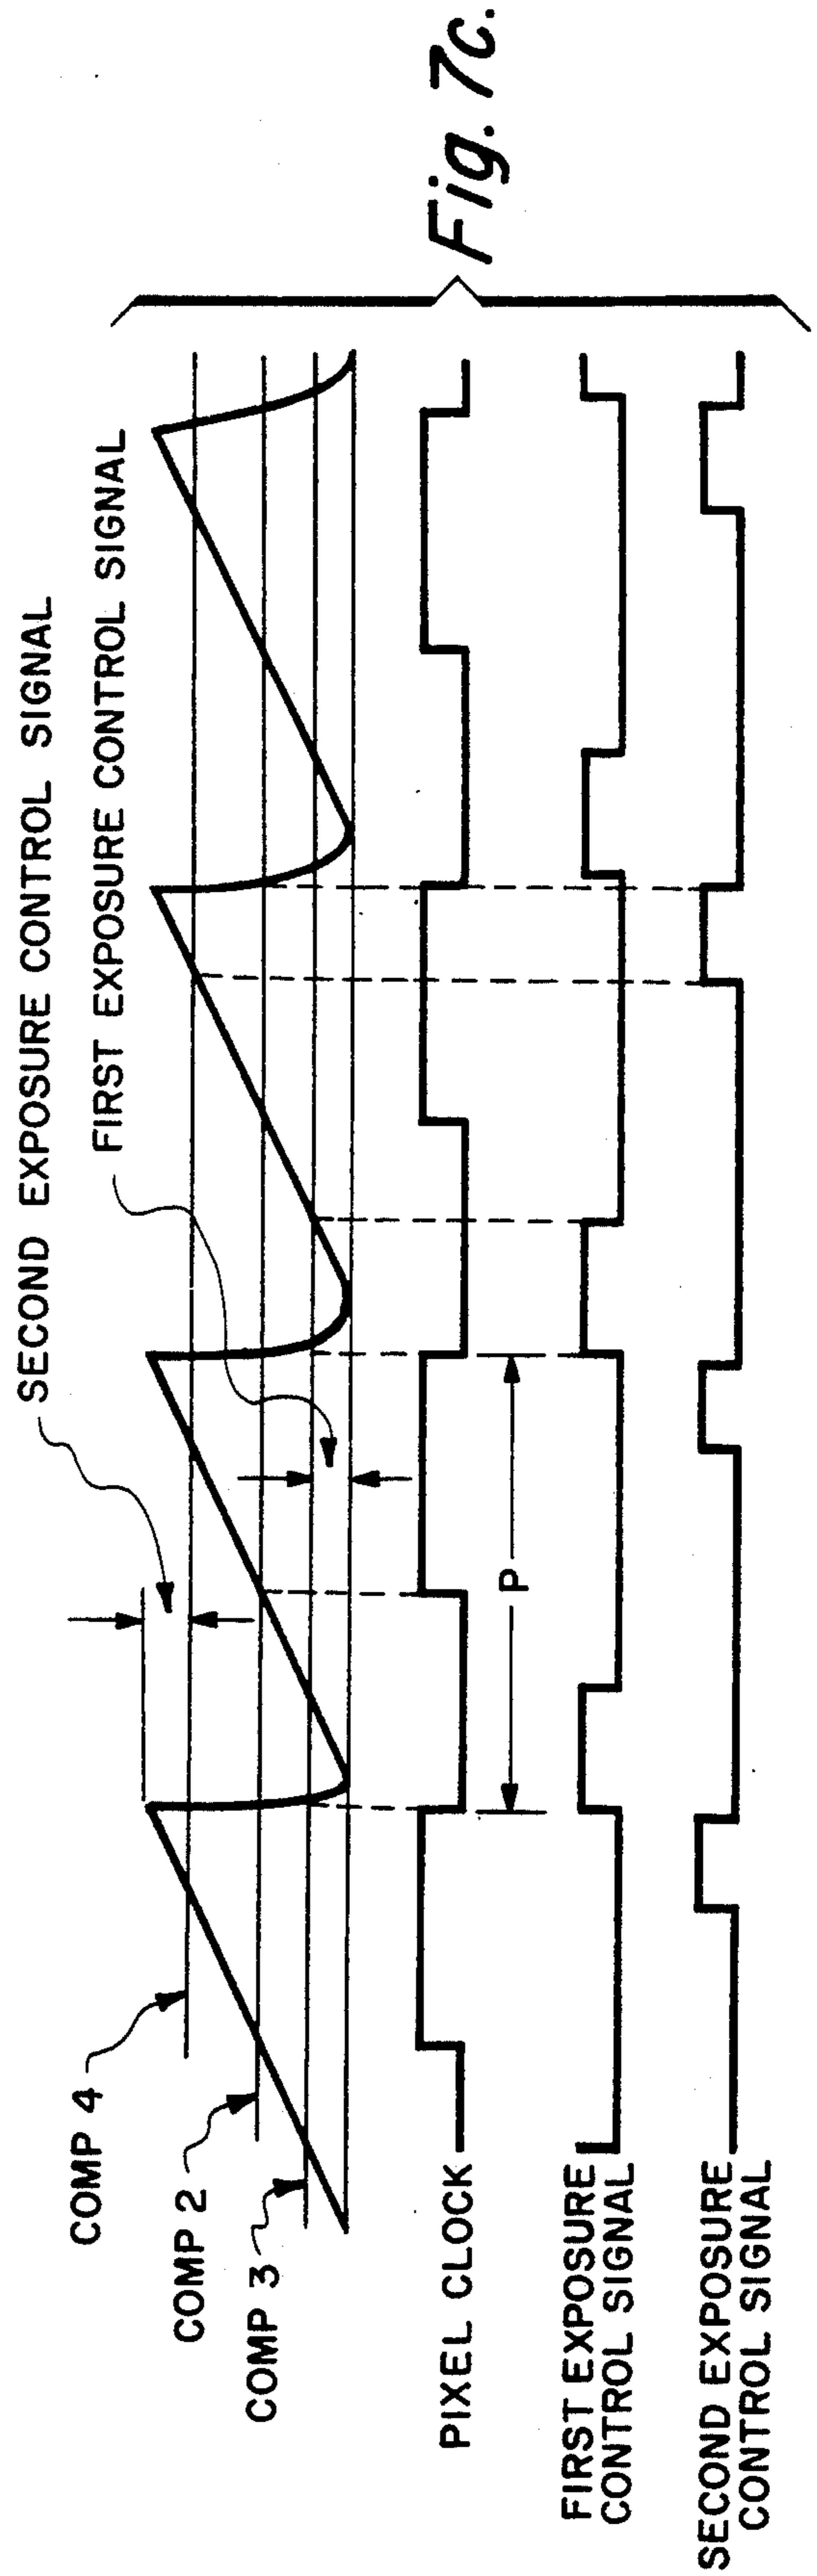 SECOND EXPOSURE CONTROL SIGNAL
FIRST EXPOSURE CONTROL SIGNAL
COMP 4
COMP 2
COMP 3
PIXEL CLOCK
P
FIRST EXPOSURE
CONTROL SIGNAL
SECOND EXPOSURE
CONTROL SIGNAL
Fig. 7c.